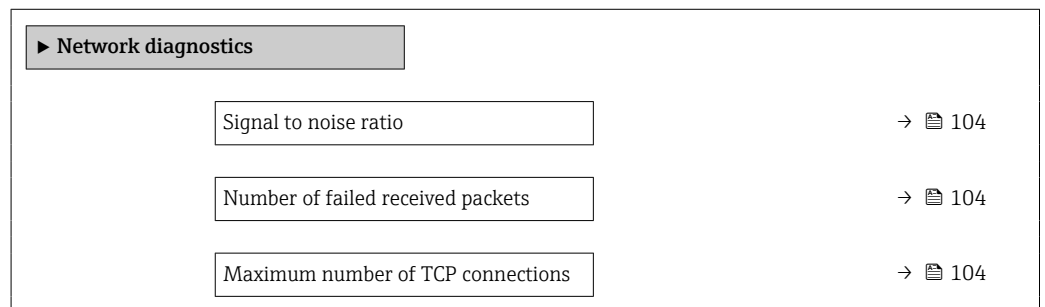 ▶ Network diagnostics
Signal to noise ratio → 104
Number of failed received packets → 104
Maximum number of TCP connections → 104